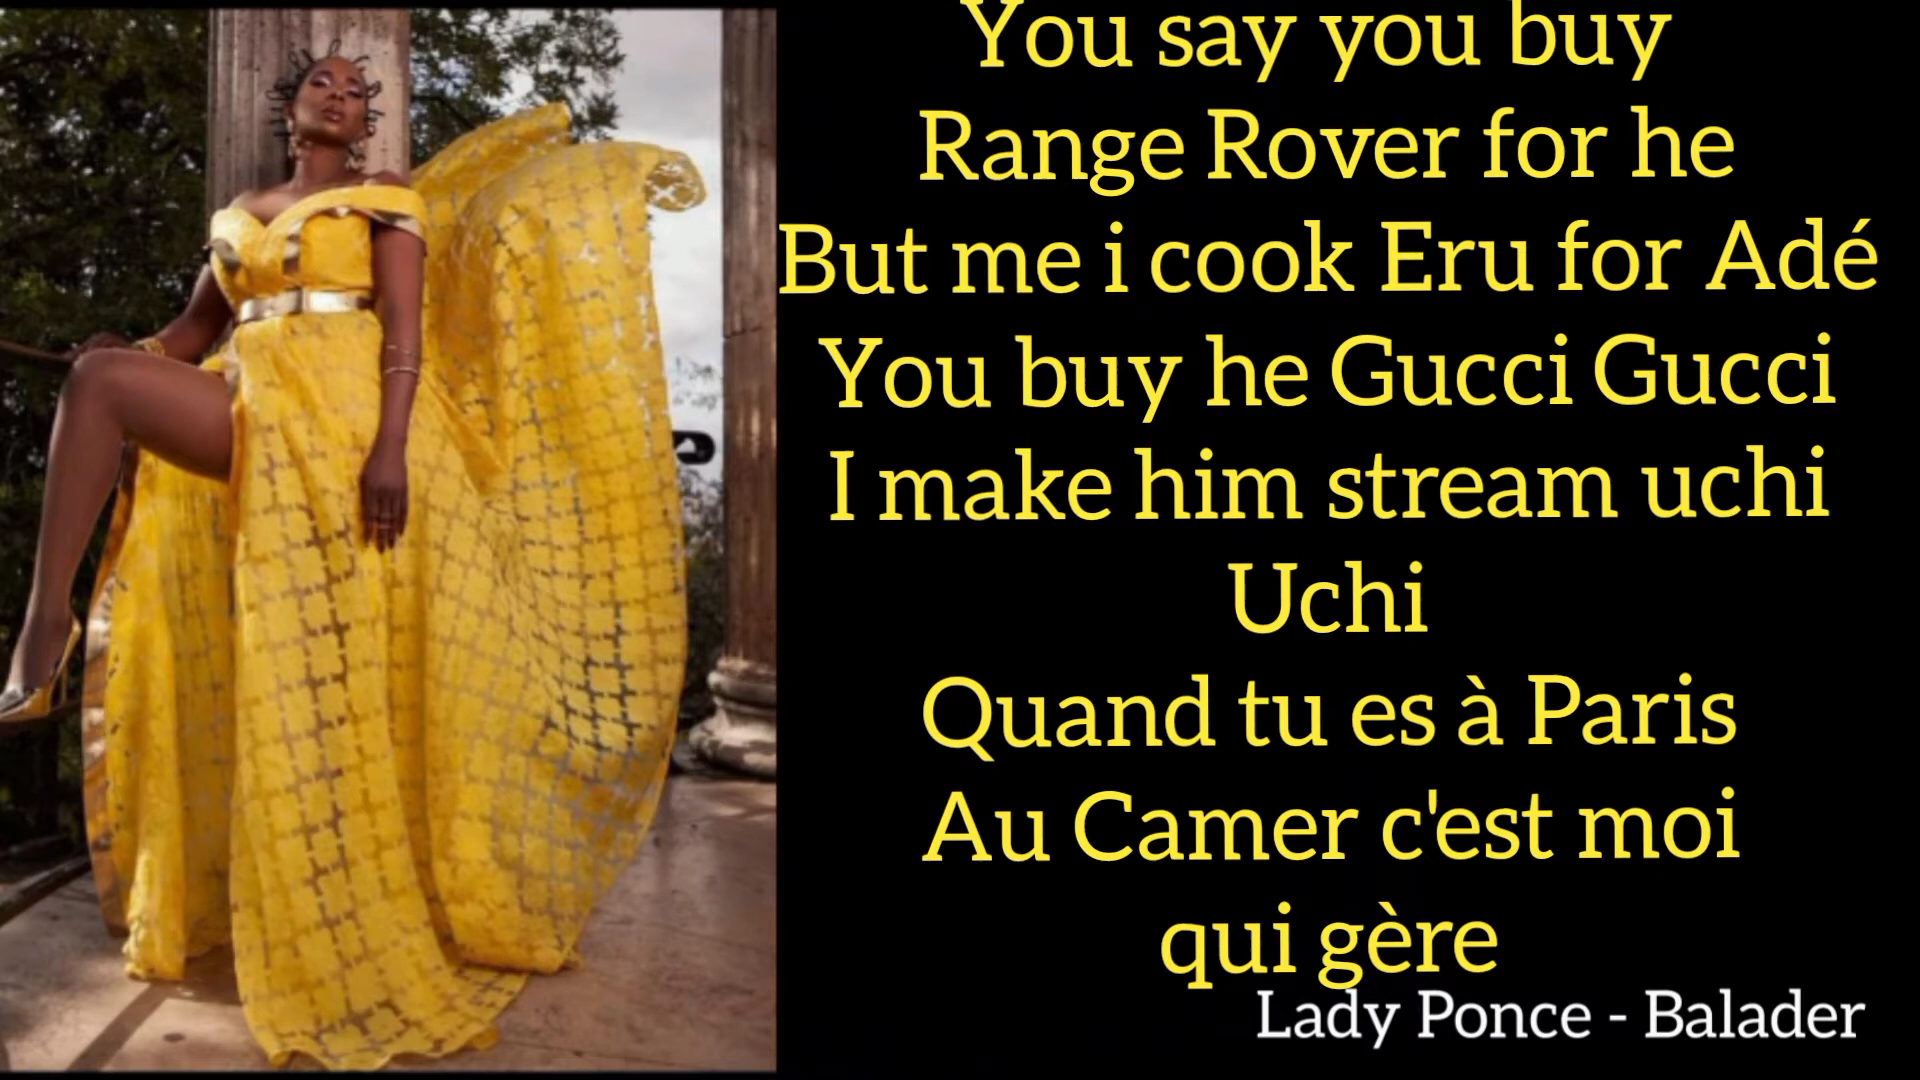 You say you buy
Range Rover for he
But me i cook Eru for Adé
You buy he Gucci Gucci
I make him stream uchi
Uchi
Quand tu es à Paris
Au Camer c'est moi
qui gère
Lady Ponce - Balader